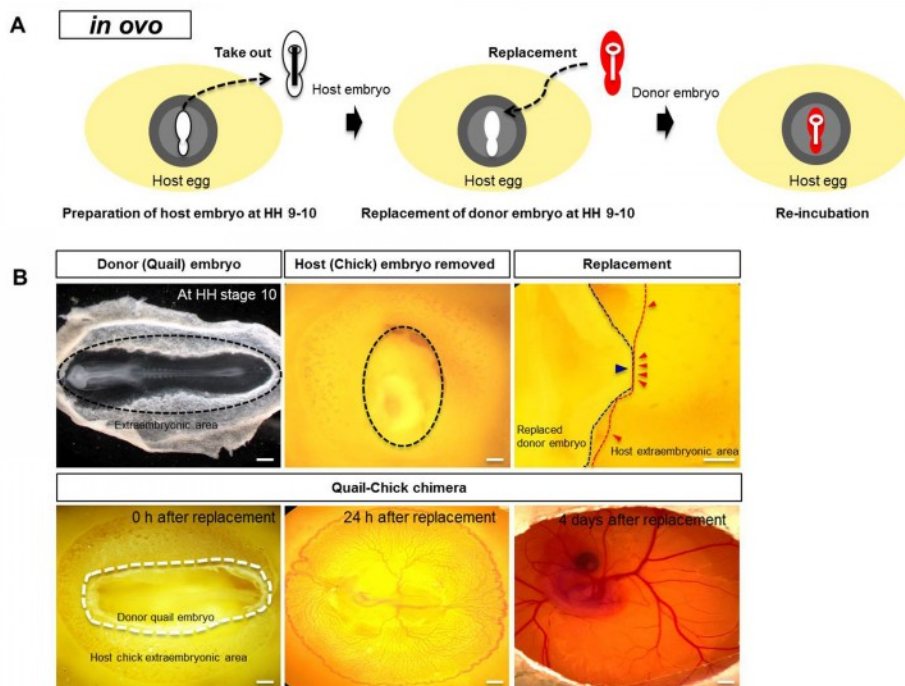 A
in ovo
Take out
Host embryo
Replacement
Donor embryo
Host egg
Host egg
Host egg
Preparation of host embryo at HH 9-10
Replacement of donor embryo at HH 9-10
Re-incubation
B
Donor (Quail) embryo
Host (Chick) embryo removed
Replacement
At HH stage 10
Extraembryonic area
Replaced
donor embryo
Host extraembryonic area
Quail-Chick chimera
0 h after replacement
24 h after replacement
4 days after replacement
Donor quail embryo
Host chick extraembryonic area